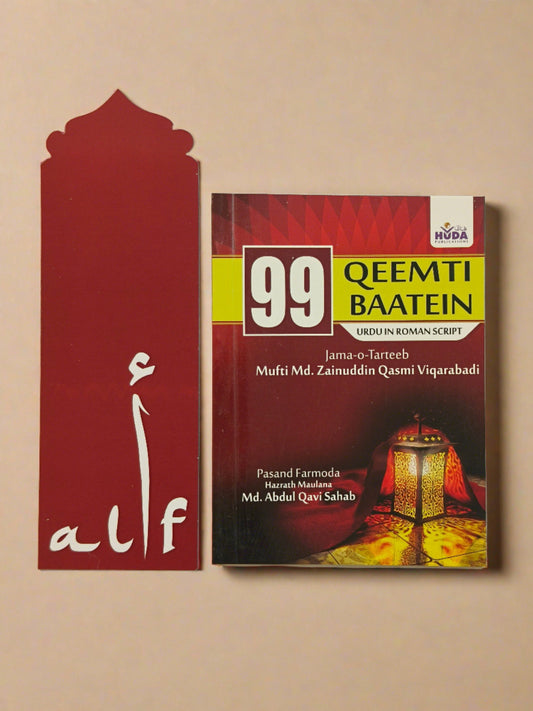 أ
alif
هدى
HUDA
PUBLICATIONS
99
QEEMTI
BAATEIN
URDU IN ROMAN SCRIPT
Jama-o-Tarteeb
Mufti Md. Zainuddin Qasmi Viqarabadi
Pasand Farmoda
Hazrath Maulana
Md. Abdul Qavi Sahab